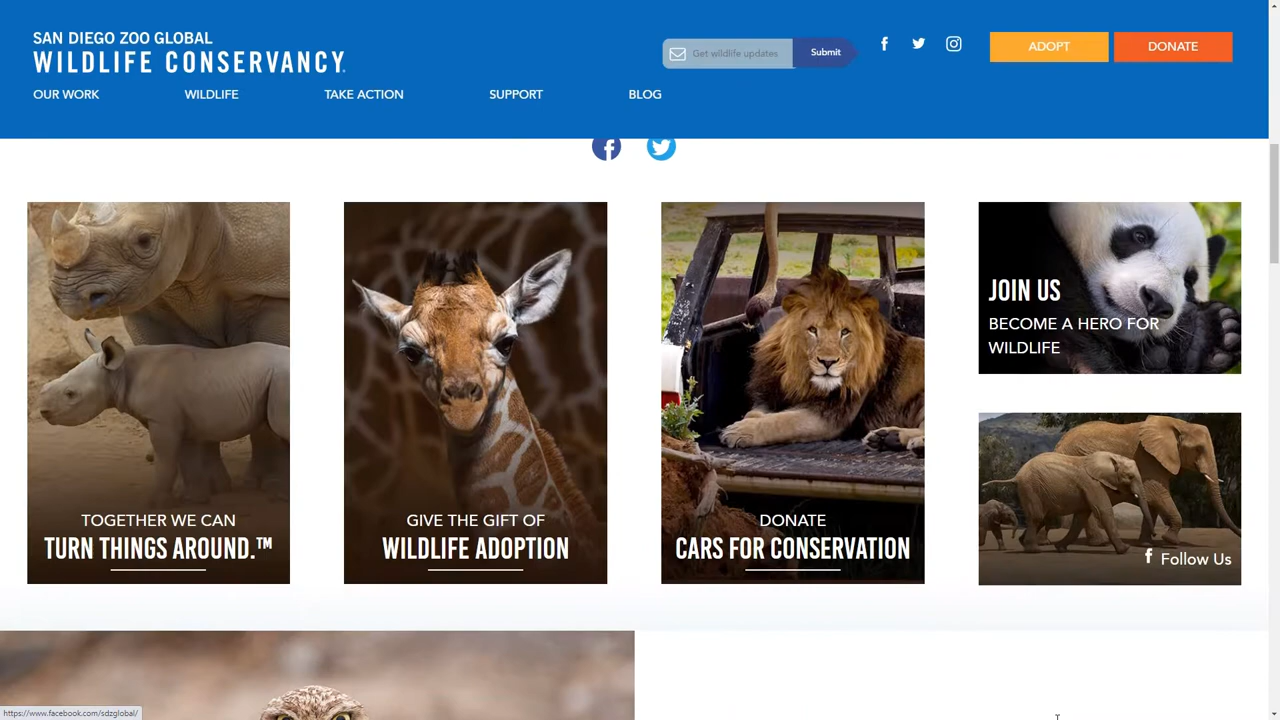 SAN DIEGO ZOO GLOBAL
WILDLIFE CONSERVANCY.
Get wildlife updates
Submit
ADOPT
DONATE
OUR WORK
WILDLIFE
TAKE ACTION
SUPPORT
BLOG
TOGETHER WE CAN
TURN THINGS AROUND.™
GIVE THE GIFT OF
WILDLIFE ADOPTION
DONATE
CARS FOR CONSERVATION
JOIN US
BECOME A HERO FOR
WILDLIFE
Follow Us
https://www.facebook.com/sdzglobal/